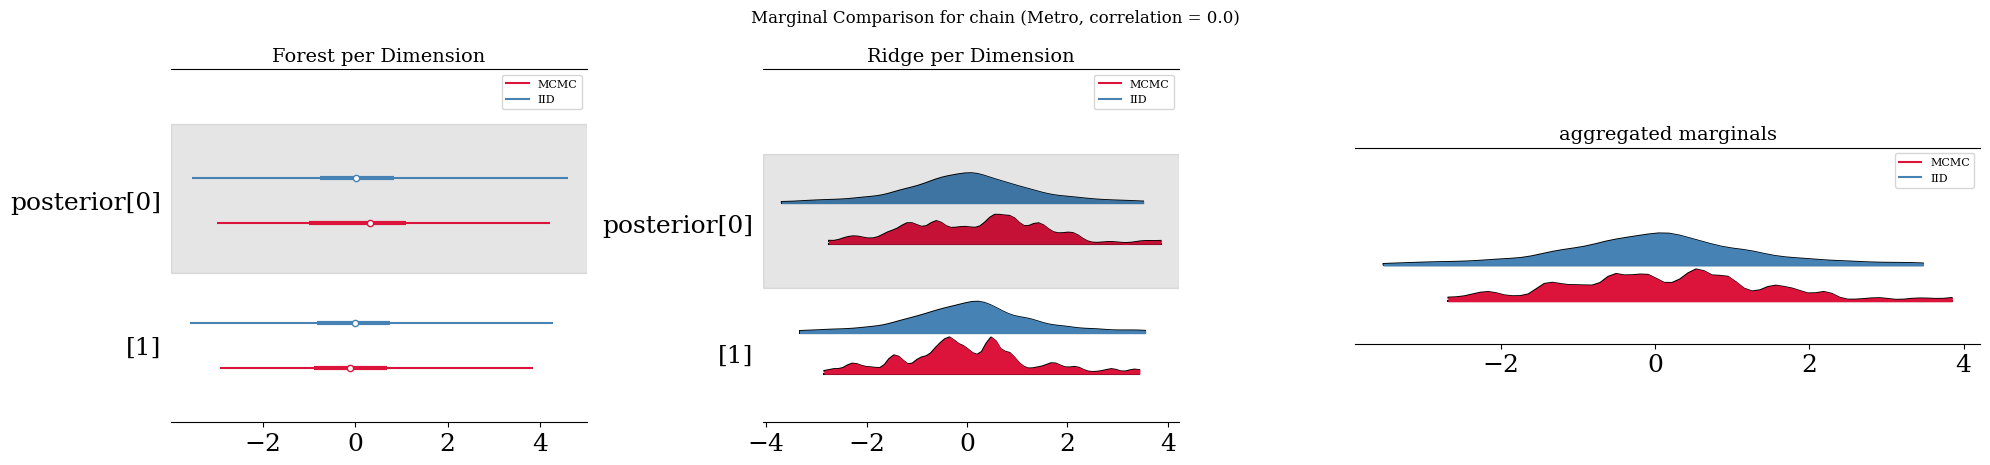 Marginal Comparison for chain (Metro, correlation = 0.0)
Forest per Dimension
MCMC
IID
posterior[0]
[1]
−2 0 2 4
Ridge per Dimension
MCMC
IID
posterior[0]
[1]
−4 −2 0 2 4
aggregated marginals
MCMC
IID
−2 0 2 4